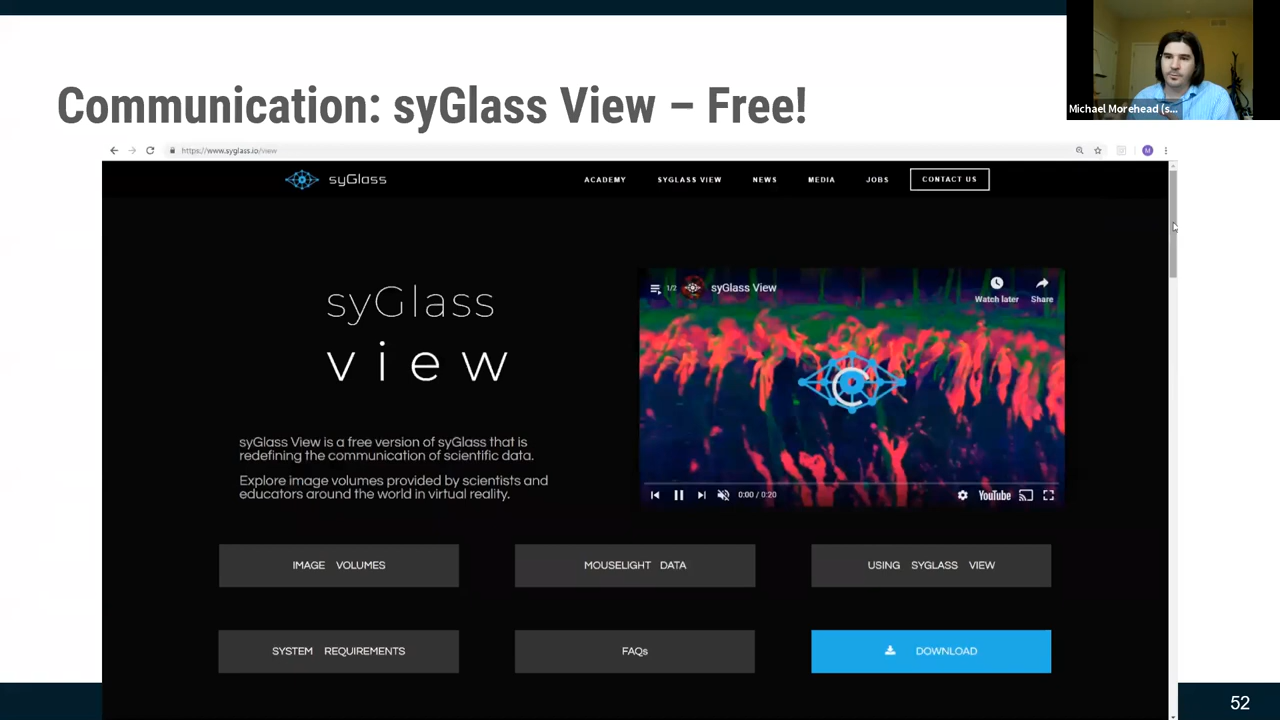 Communication: syGlass View – Free!
Michael Morehead (s...
https://www.syglass.io/view
M
syGlass
ACADEMY
SYGLASS VIEW
NEWS
MEDIA
JOBS
CONTACT US
syGlass
view
1/2
syGlass View
Watch later
Share
syGlass View is a free version of syGlass that is
redefining the communication of scientific data.
Explore image volumes provided by scientists and
educators around the world in virtual reality.
0:00 / 0:20
YouTube
IMAGE VOLUMES
MOUSELIGHT DATA
USING SYGLASS VIEW
SYSTEM REQUIREMENTS
FAQs
DOWNLOAD
52